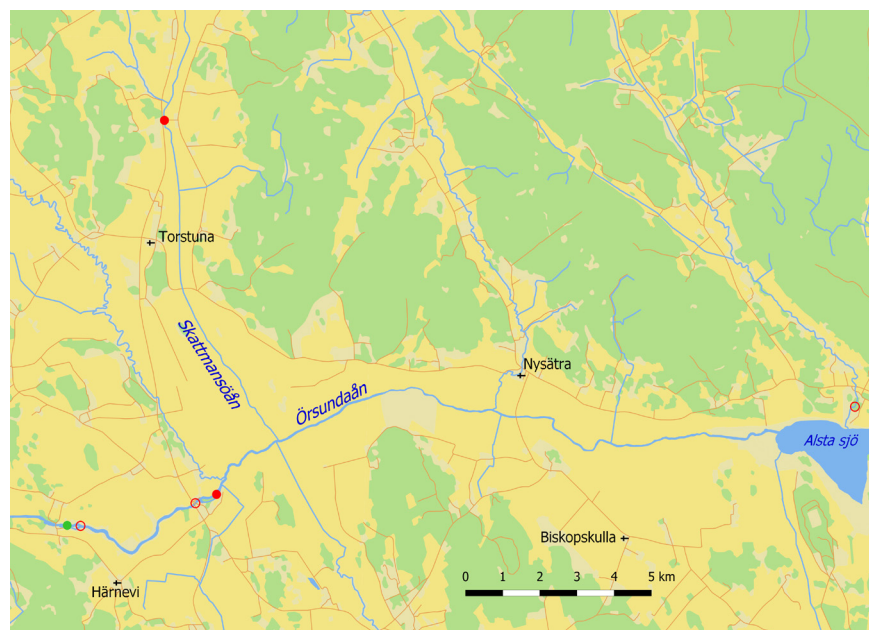 Torstuna
Skattmansöån
Nysätra
Örsundaån
Alsta sjö
Biskopskulla
0 1 2 3 4 5 km
Härnevi